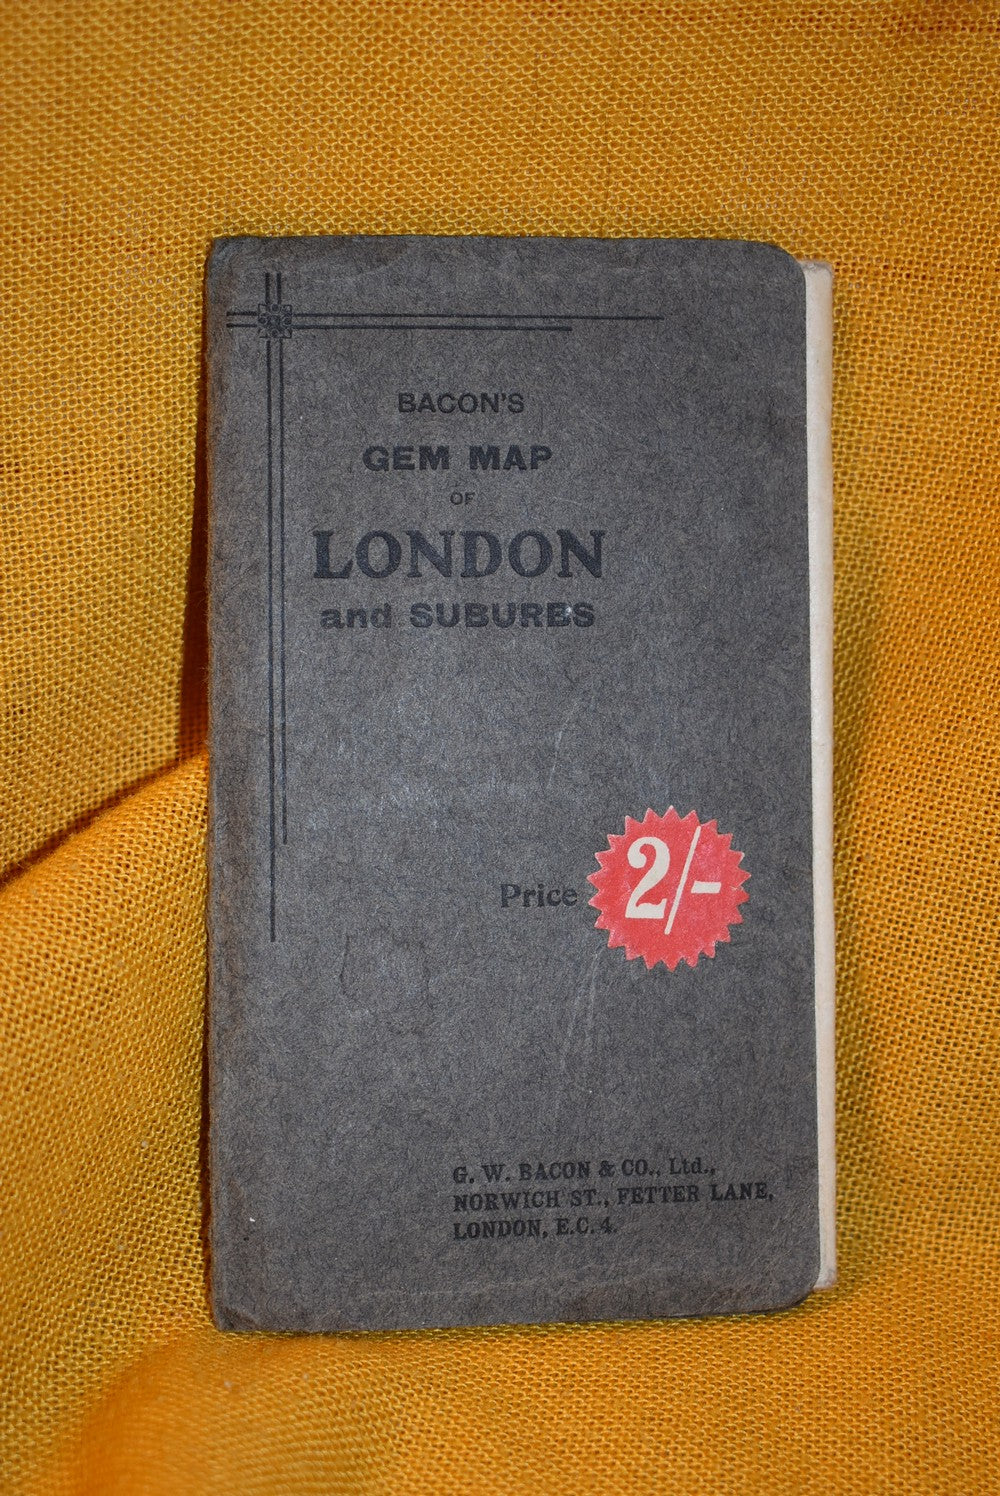 BACON'S
GEM MAP
OF
LONDON
and SUBURBS
Price 2/-
G. W. BACON & CO., Ltd.,
NORWICH ST., FETTER LANE,
LONDON, E.C. 4.